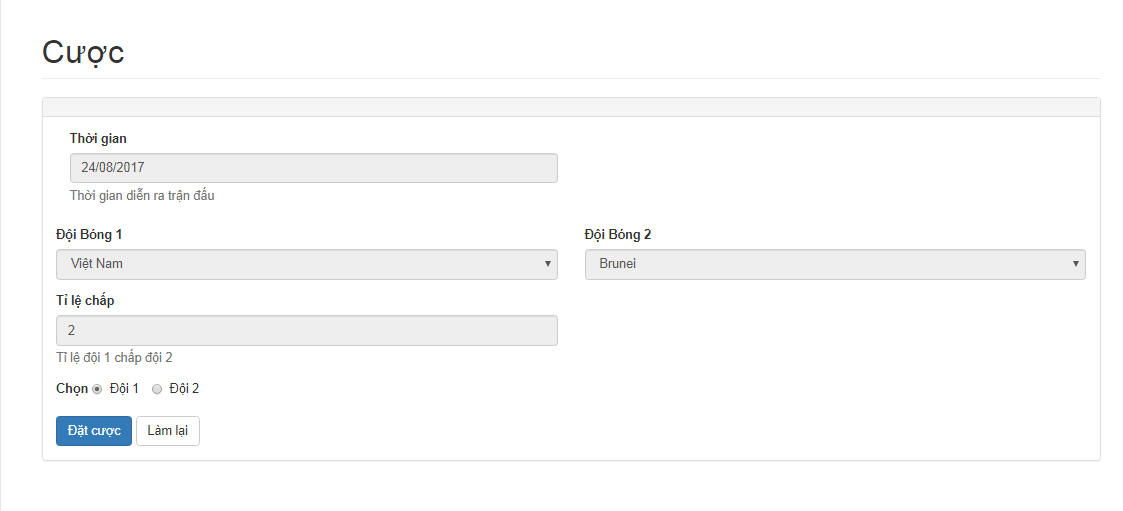 Cược
Thời gian
24/08/2017
Thời gian diễn ra trận đấu
Đội Bóng 1
Đội Bóng 2
Việt Nam
Brunei
Tỉ lệ chấp
2
Tỉ lệ đội 1 chấp đội 2
Chọn Đội 1 Đội 2
Đặt cược Làm lại